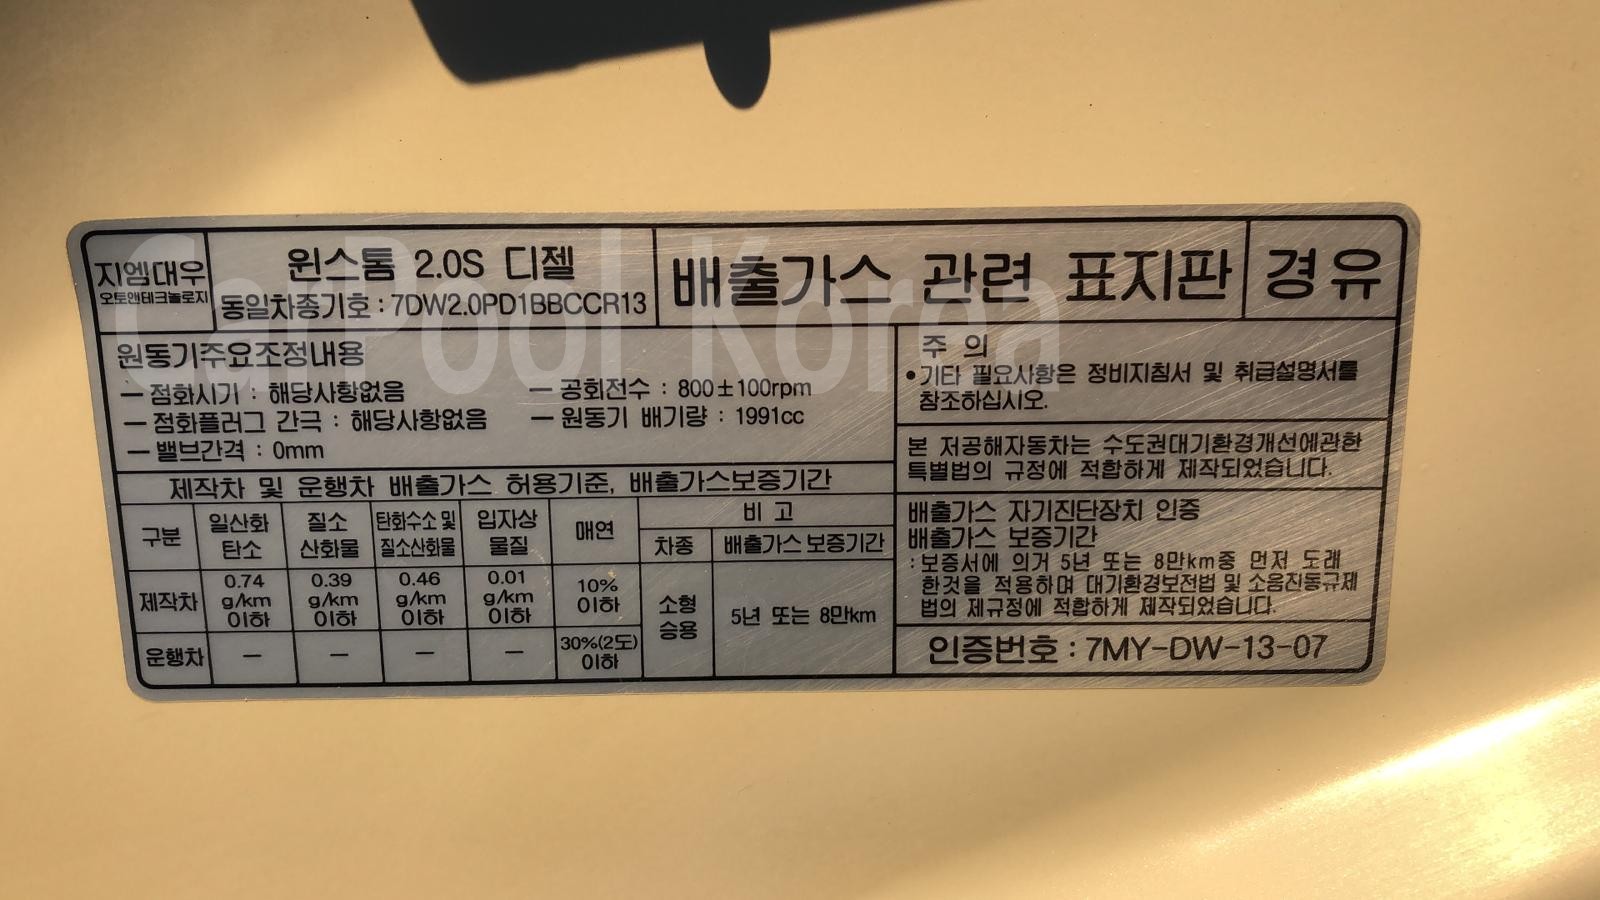 지엠대우
오토앤테크놀로지
윈스톰 2.0S 디젤
동일차종기호 : 7DW2.0PD1BBCCR13
배출가스 관련 표지판
경유
원동기주요조정내용
– 점화시기 : 해당사항없음
– 공회전수 : 800±100rpm
– 점화플러그 간극 : 해당사항없음
– 원동기 배기량 : 1991cc
– 밸브간격 : 0mm
제작차 및 운행차 배출가스 허용기준, 배출가스보증기간
구분
일산화
탄소
질소
산화물
탄화수소 및
질소산화물
입자상
물질
매연
비 고
차종
배출가스 보증기간
제작차
0.74
g/km
이하
0.39
g/km
이하
0.46
g/km
이하
0.01
g/km
이하
10%
이하
소형
승용
5년 또는 8만km
운행차
–
–
–
–
30%(2도)
이하
주 의
•기타 필요사항은 정비지침서 및 취급설명서를
참조하십시오.
본 저공해자동차는 수도권대기환경개선에관한
특별법의 규정에 적합하게 제작되었습니다.
배출가스 자기진단장치 인증
배출가스 보증기간
: 보증서에 의거 5년 또는 8만km중 먼저 도래
한것을 적용하며 대기환경보전법 및 소음진동규제
법의 제규정에 적합하게 제작되었습니다.
인증번호 : 7MY-DW-13-07
CarPool Korea